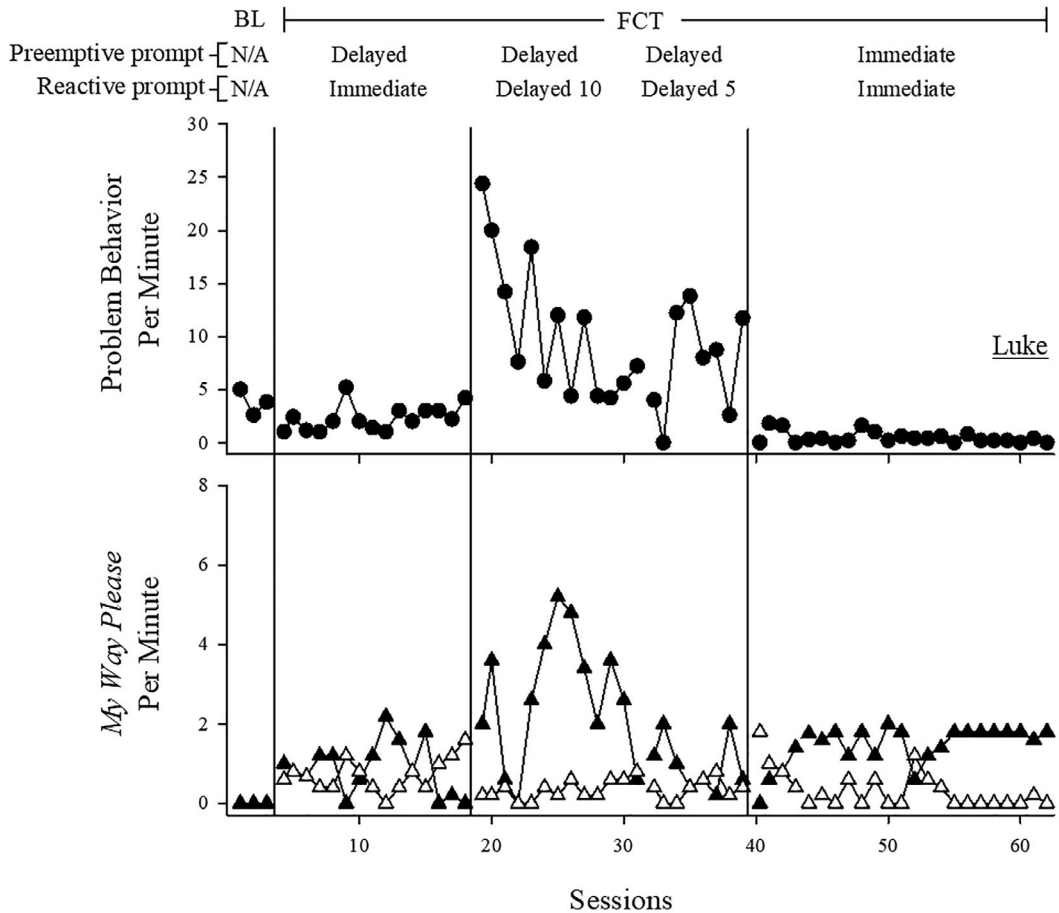 BL FCT
Preemptive prompt N/A Delayed Delayed Delayed Immediate
Reactive prompt N/A Immediate Delayed 10 Delayed 5 Immediate
Problem Behavior
Per Minute
30
25
20
15
10
5
0
Luke
My Way Please
Per Minute
8
6
4
2
0
10 20 30 40 50 60
Sessions